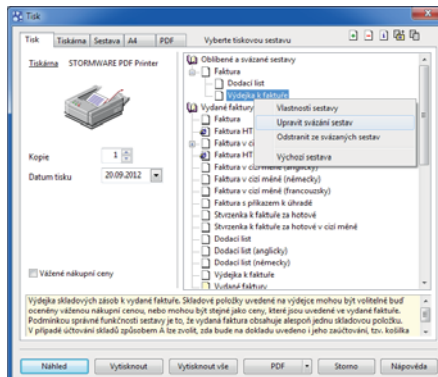 Tisk
Tisk Tiskárna Sestava A4 PDF
Vyberte tiskovou sestavu
Tiskárna STORMWARE PDF Printer
Kopie 1
Datum tisku 20.09.2012
Vážené nákupní ceny
Oblíbené a svázané sestavy
Faktura
Dodací list
Výdejka k faktuře
Vydané faktury
Faktura
Faktura HT
Faktura v ci
Faktura HT
Vlastnosti sestavy
Upravit svázání sestav
Odstranit ze svázaných sestav
Výchozí sestava
Faktura v cizí měně (anglicky)
Faktura v cizí měně (německy)
Faktura v cizí měně (francouzsky)
Faktura s příkazem k úhradě
Stvrzenka k faktuře za hotové
Stvrzenka k faktuře za hotové v cizí měně
Dodací list
Dodací list (anglicky)
Dodací list (německy)
Výdejka k faktuře
Vydané faktury
Výdejka skladových zásob k vydané faktuře. Skladové položky uvedené na výdejce mohou být volitelně buď
oceněny váženou nákupní cenou, nebo mohou být stejné jako ceny, které jsou uvedené ve vydané faktuře.
Podmínkou správné funkčnosti sestavy je to, že vydaná faktura obsahuje alespoň jednu skladovou položku.
V případě účtování skladů způsobem A lze zvolit, zda bude na dokladu uvedeno i jeho zaúčtování, tzv. košilka
Náhled Vytisknout Vytisknout vše PDF Storno Nápověda